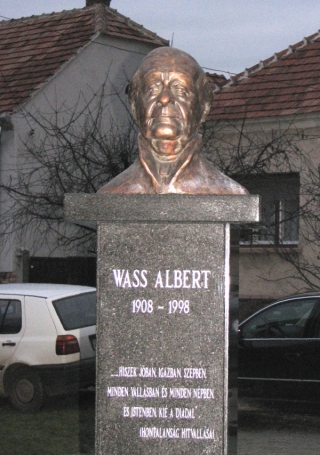 WASS ALBERT
1908 ~ 1998
„...HISZEK JÓBAN, IGAZBAN, SZÉPBEN,
MINDEN VALLÁSBAN ÉS MINDEN NÉPBEN,
ÉS ISTENBEN, KIÉ A DIADAL”
(HONTALANSÁG HITVALLÁSA)